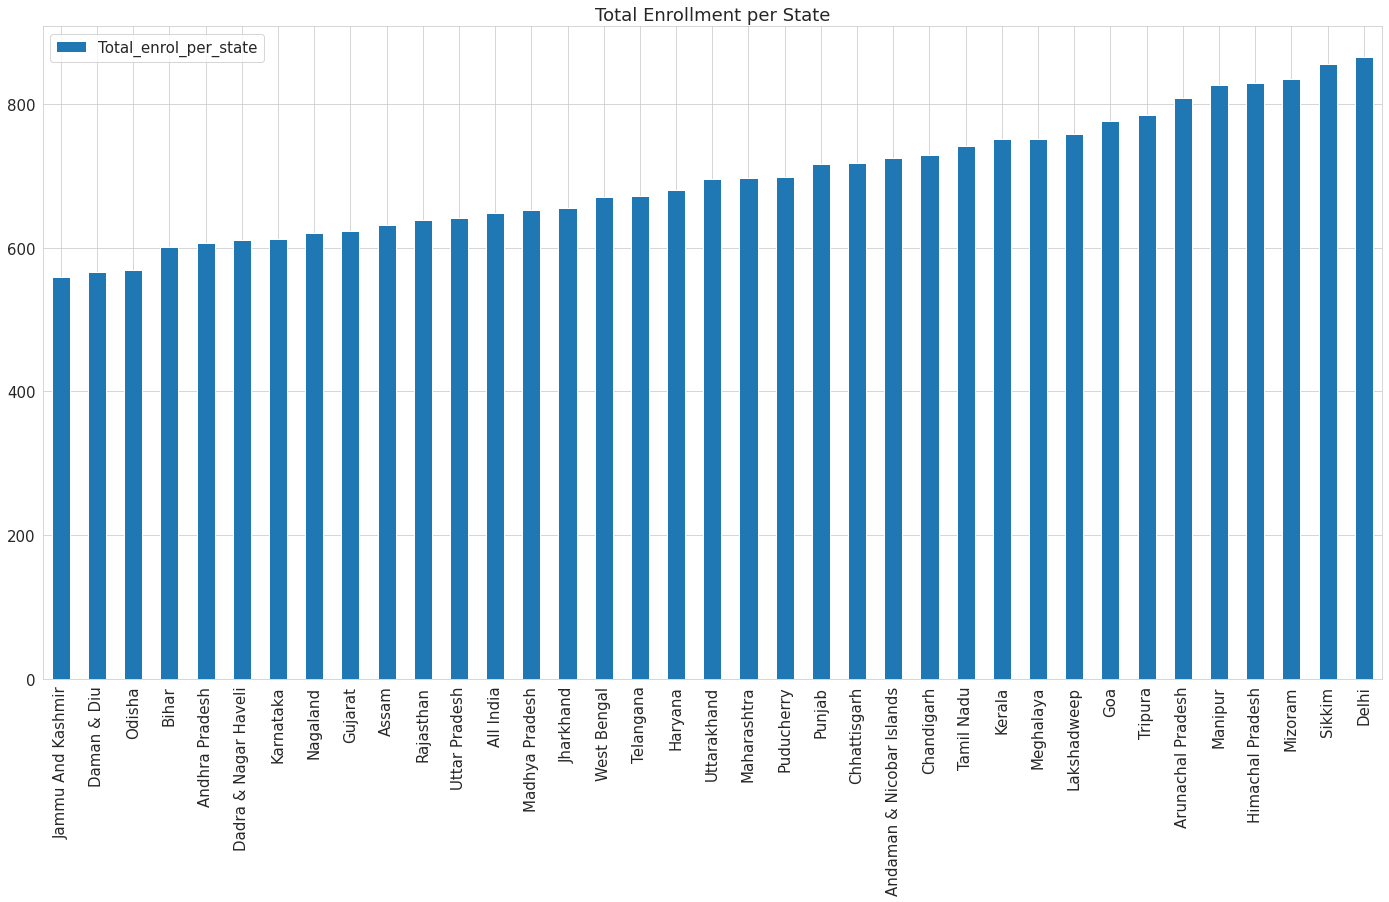 Total Enrollment per State
Total_enrol_per_state
800
600
400
200
0
Jammu And Kashmir
Daman & Diu
Odisha
Bihar
Andhra Pradesh
Dadra & Nagar Haveli
Karnataka
Nagaland
Gujarat
Assam
Rajasthan
Uttar Pradesh
All India
Madhya Pradesh
Jharkhand
West Bengal
Telangana
Haryana
Uttarakhand
Maharashtra
Puducherry
Punjab
Chhattisgarh
Andaman & Nicobar Islands
Chandigarh
Tamil Nadu
Kerala
Meghalaya
Lakshadweep
Goa
Tripura
Arunachal Pradesh
Manipur
Himachal Pradesh
Mizoram
Sikkim
Delhi